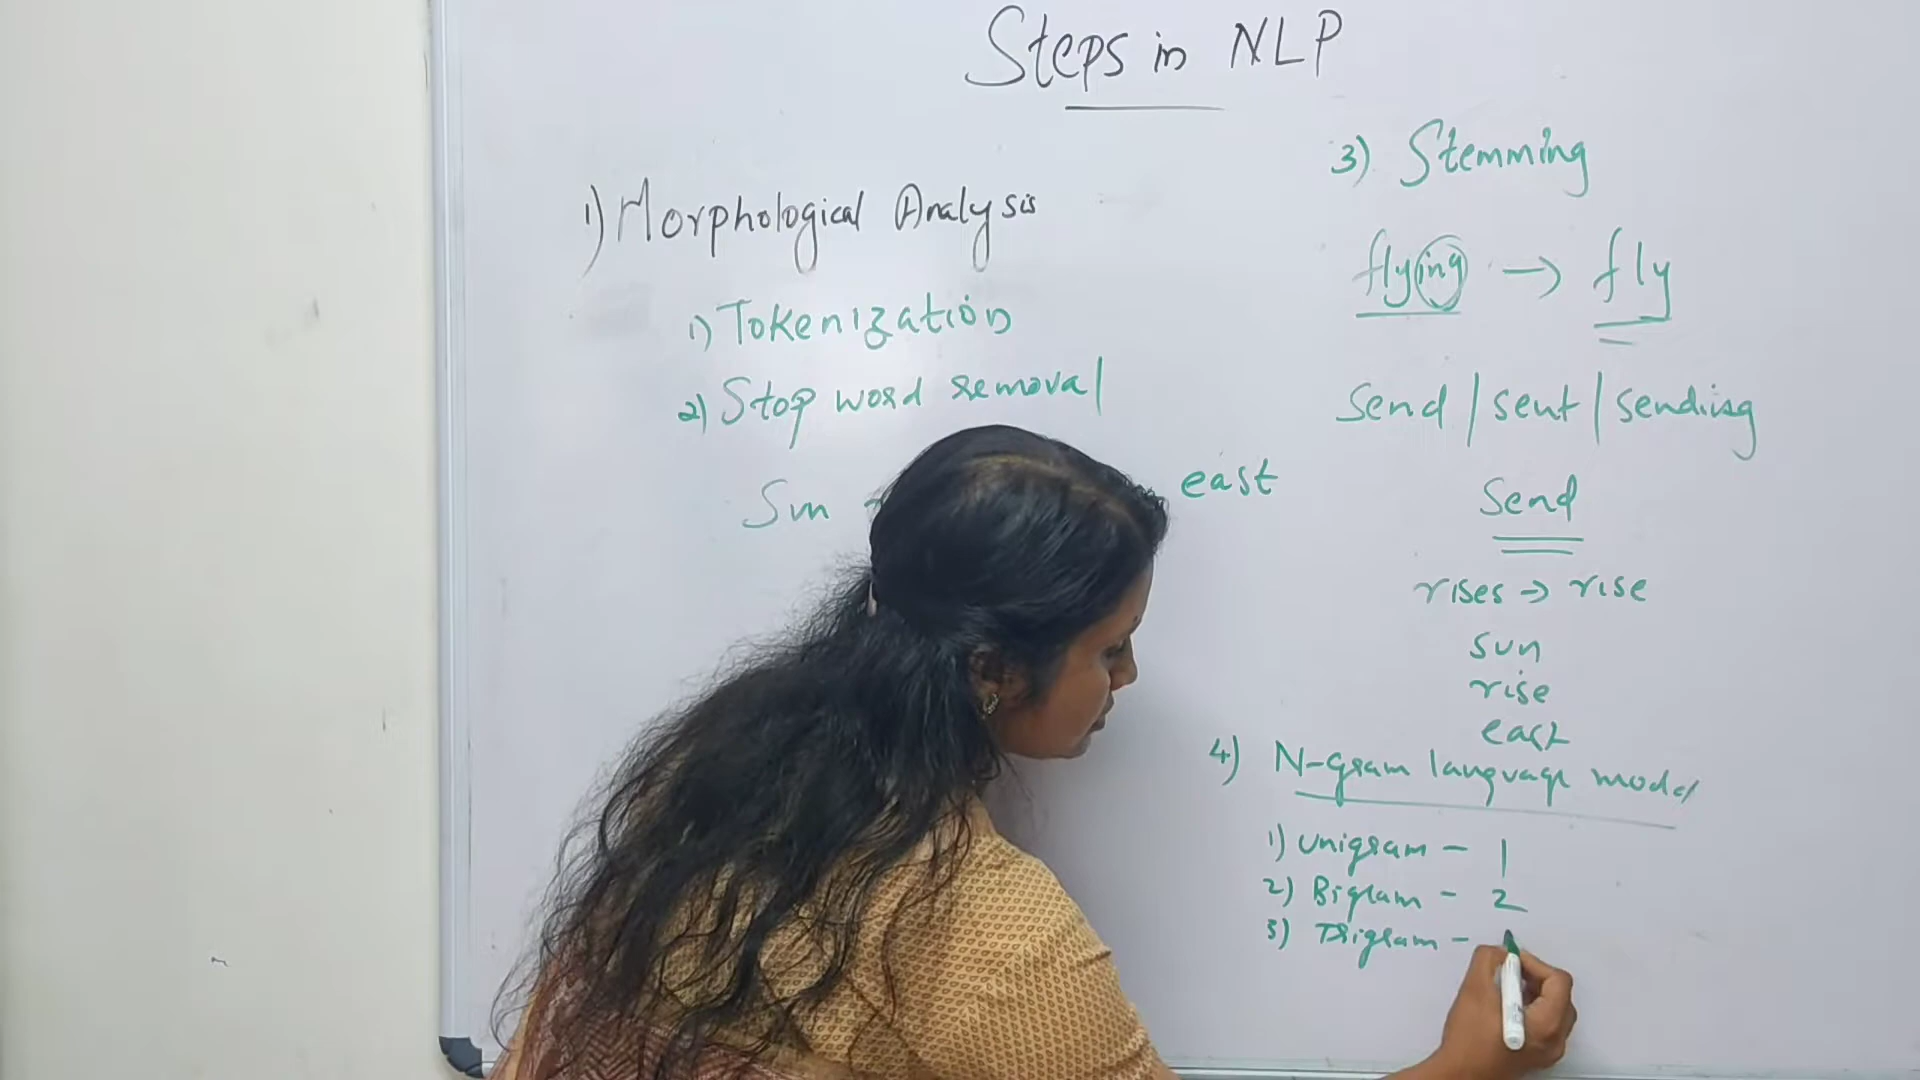 Steps in NLP
1) Morphological Analysis
1) Tokenization
2) Stop word removal
Sun east
3) Stemming
flying → fly
Send / sent / sending
Send
rises → rise
sun
rise
east
4) N-gram language model
1) Unigram - 1
2) Bigram - 2
3) Trigram -